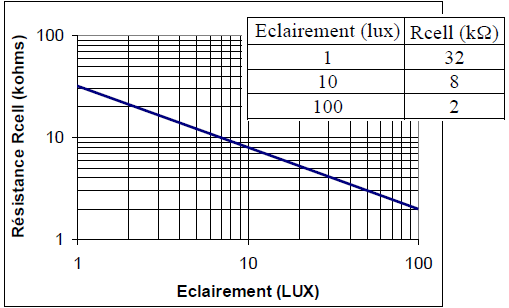 Eclairement (lux) Rcell (kΩ)
1 32
10 8
100 2
Résistance Rcell (kohms)
100
10
1
1 10 100
Eclairement (LUX)